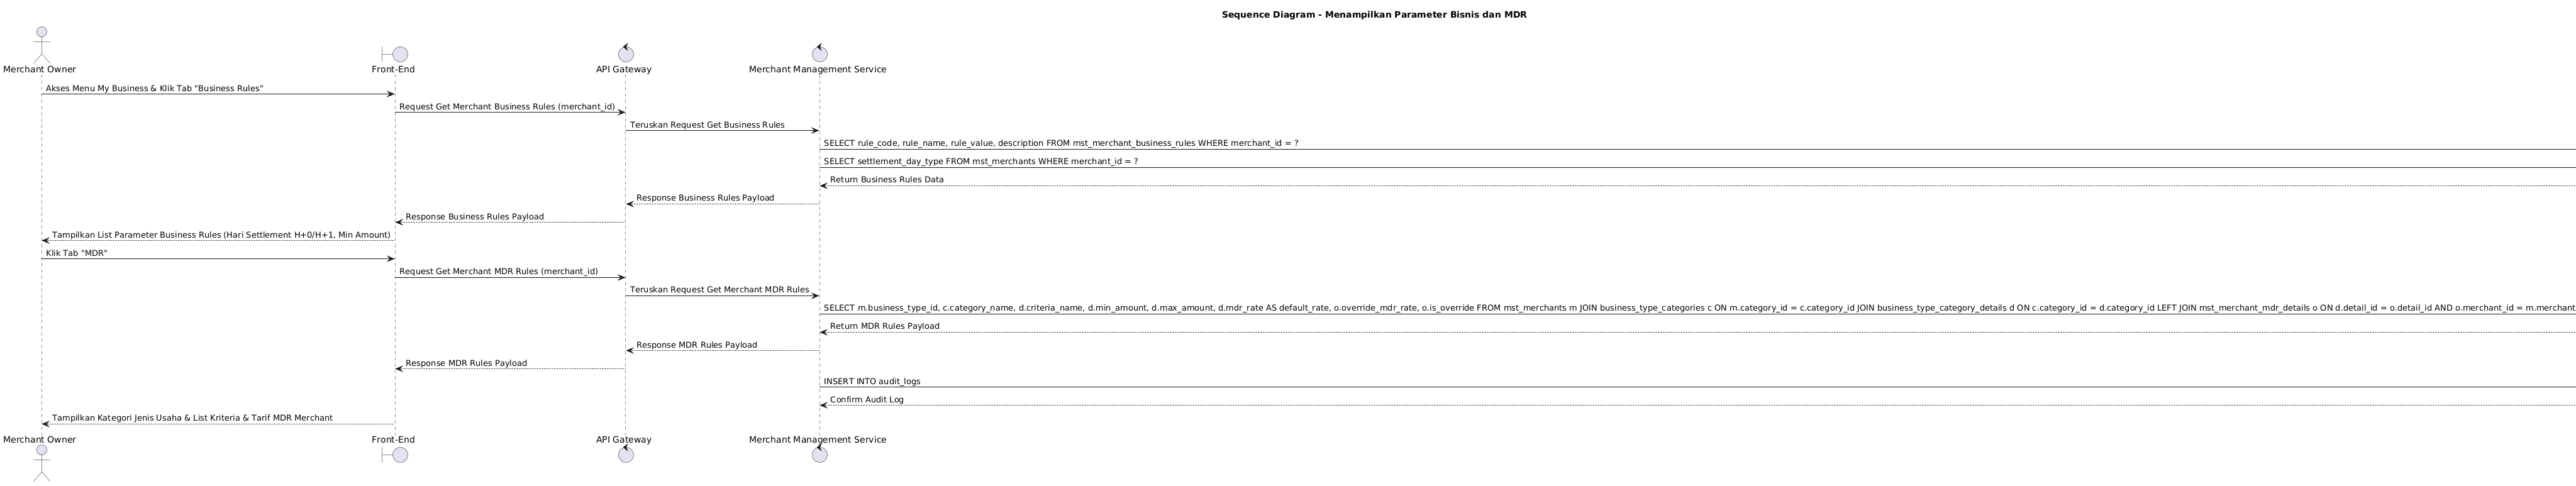 Sequence Diagram - Menampilkan Parameter Bisnis dan MDR
Merchant Owner
Front-End
API Gateway
Merchant Management Service
Akses Menu My Business & Klik Tab "Business Rules"
Request Get Merchant Business Rules (merchant_id)
Teruskan Request Get Business Rules
SELECT rule_code, rule_name, rule_value, description FROM mst_merchant_business_rules WHERE merchant_id = ?
SELECT settlement_day_type FROM mst_merchants WHERE merchant_id = ?
Return Business Rules Data
Response Business Rules Payload
Response Business Rules Payload
Tampilkan List Parameter Business Rules (Hari Settlement H+0/H+1, Min Amount)
Klik Tab "MDR"
Request Get Merchant MDR Rules (merchant_id)
Teruskan Request Get Merchant MDR Rules
SELECT m.business_type_id, c.category_name, d.criteria_name, d.min_amount, d.max_amount, d.mdr_rate AS default_rate, o.override_mdr_rate, o.is_override FROM mst_merchants m JOIN business_type_categories c ON m.category_id = c.category_id JOIN business_type_category_details d ON c.category_id = d.category_id LEFT JOIN mst_merchant_mdr_details o ON d.detail_id = o.detail_id AND o.merchant_id = m.merchant
Return MDR Rules Payload
Response MDR Rules Payload
Response MDR Rules Payload
INSERT INTO audit_logs
Confirm Audit Log
Tampilkan Kategori Jenis Usaha & List Kriteria & Tarif MDR Merchant
Merchant Owner
Front-End
API Gateway
Merchant Management Service